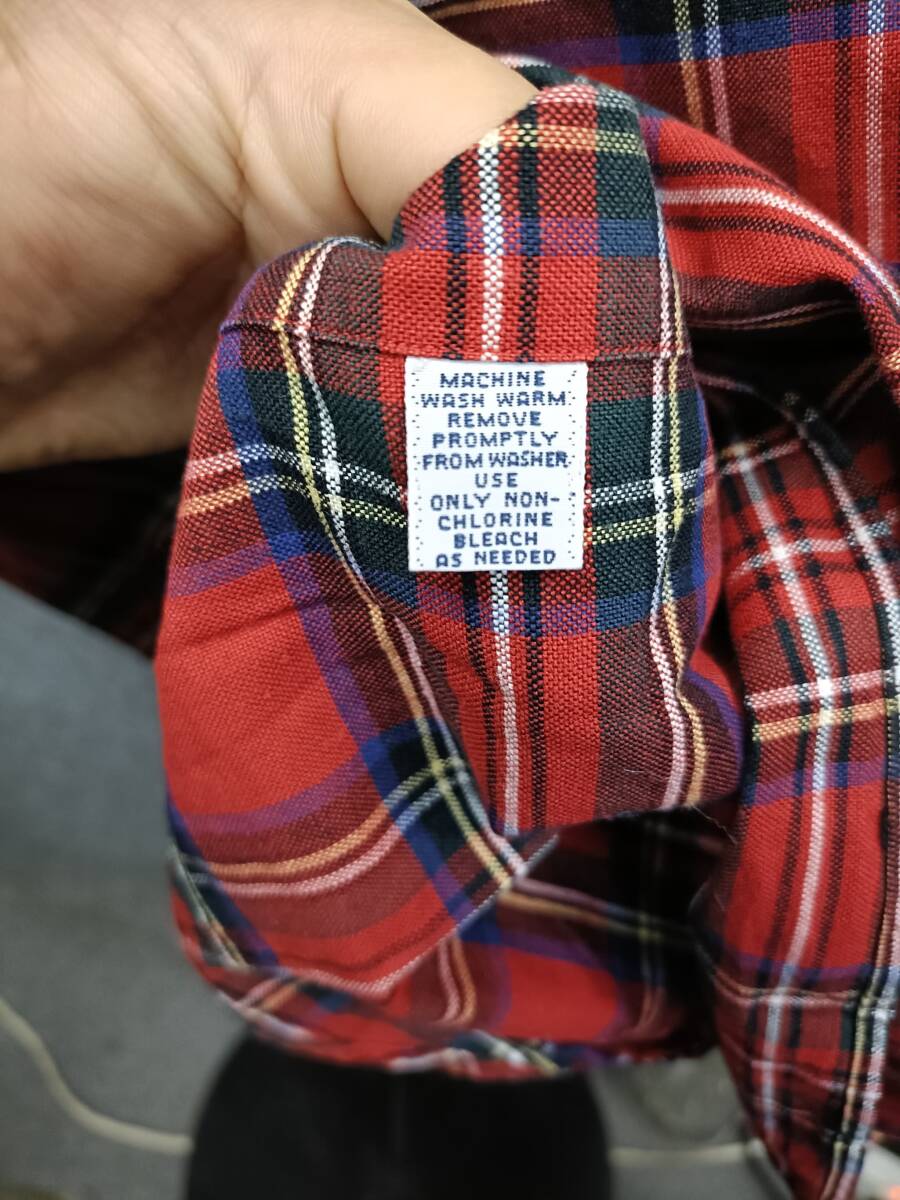 MACHINE
WASH WARM
REMOVE
PROMPTLY
FROM WASHER
USE
ONLY NON-
CHLORINE
BLEACH
AS NEEDED